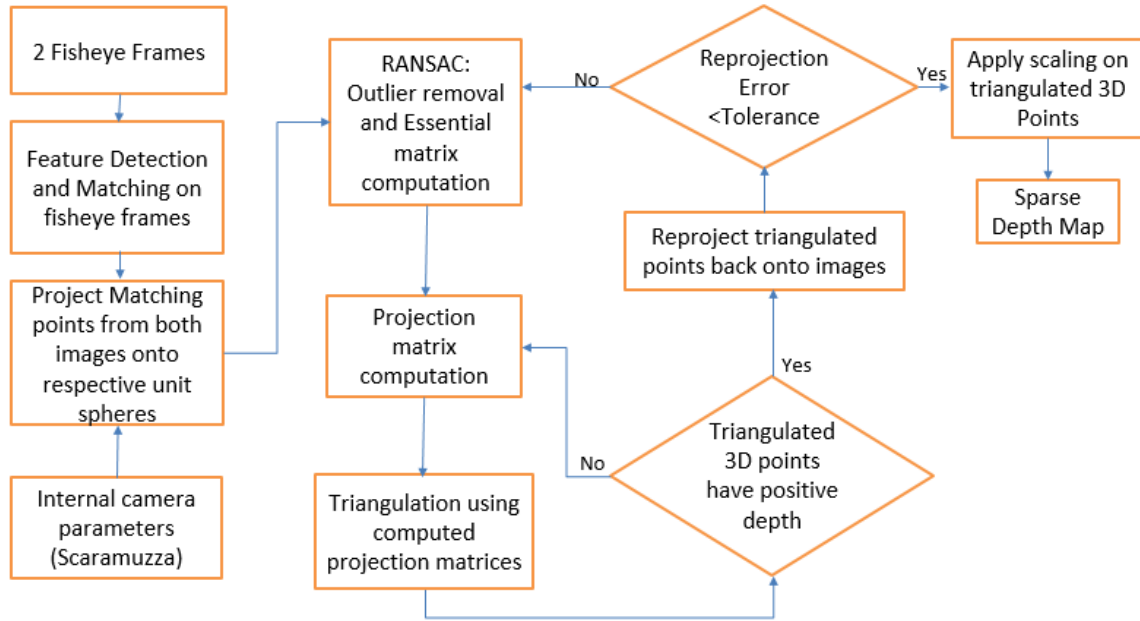 2 Fisheye Frames
Feature Detection
and Matching on
fisheye frames
Project Matching
points from both
images onto
respective unit
spheres
Internal camera
parameters
(Scaramuzza)
RANSAC:
Outlier removal
and Essential
matrix
computation
Projection
matrix
computation
Triangulation using
computed
projection matrices
Triangulated
3D points
have positive
depth
No
Yes
Reproject triangulated
points back onto images
Reprojection
Error
<Tolerance
No
Yes
Apply scaling on
triangulated 3D
Points
Sparse
Depth Map